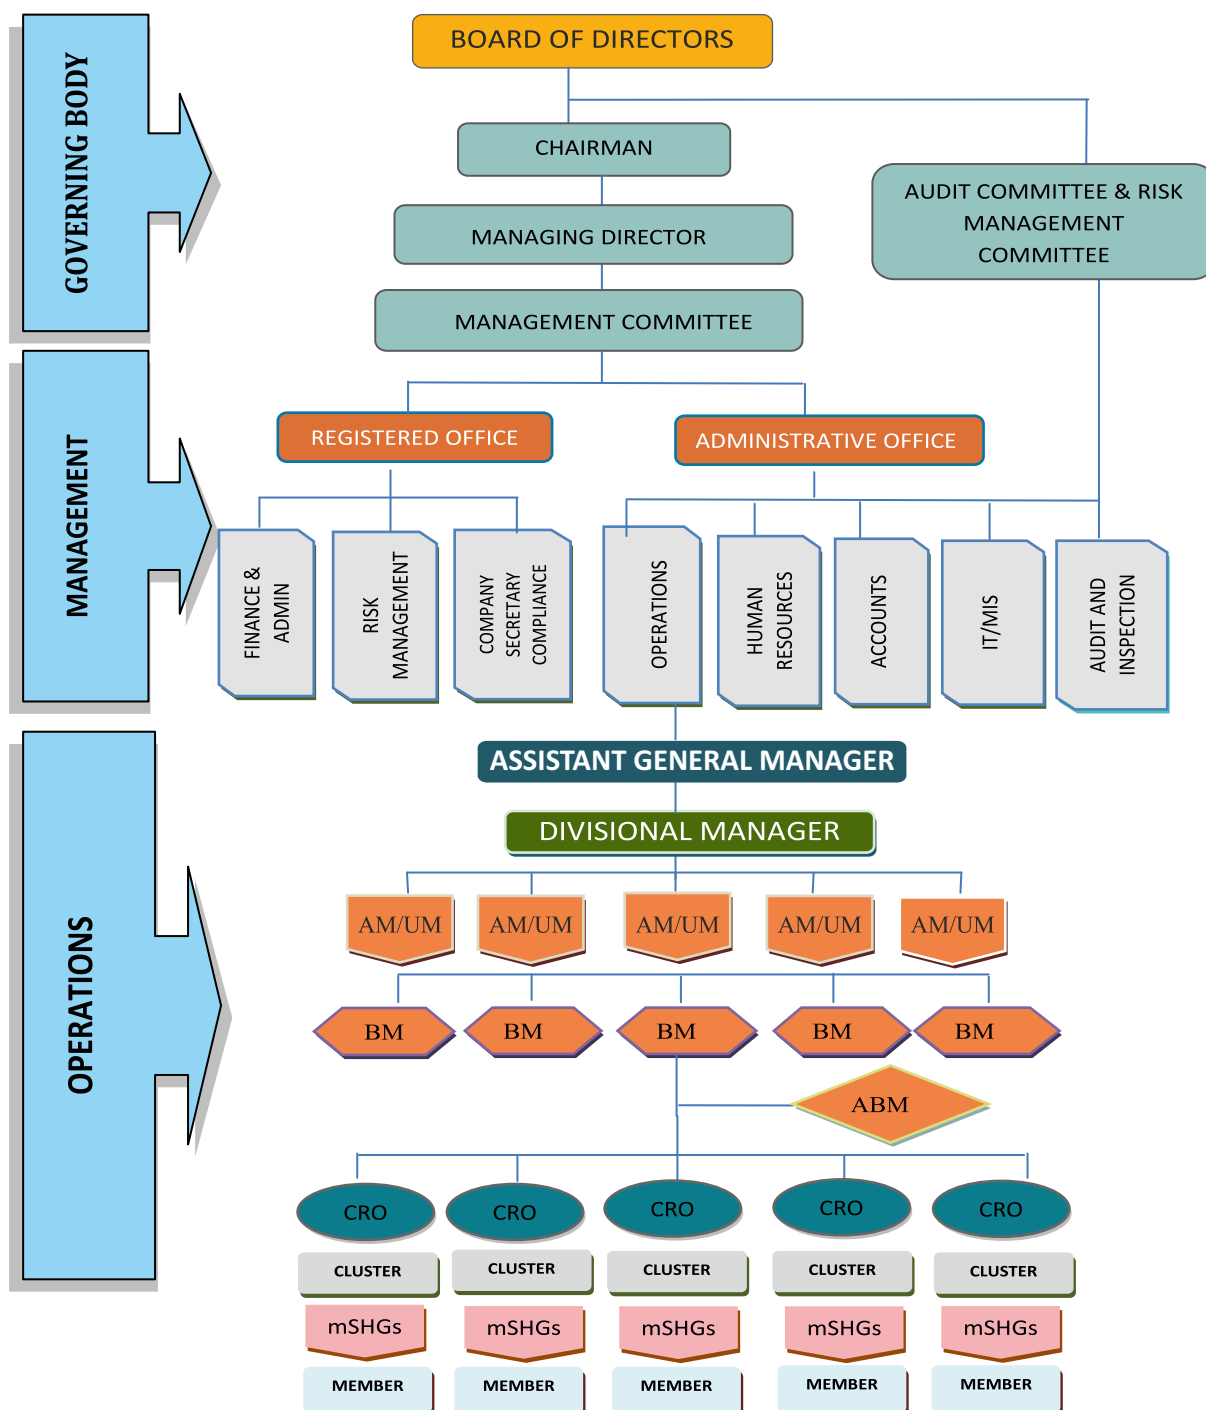 GOVERNING BODY
BOARD OF DIRECTORS
CHAIRMAN
MANAGING DIRECTOR
MANAGEMENT COMMITTEE
AUDIT COMMITTEE & RISK
MANAGEMENT
COMMITTEE
MANAGEMENT
REGISTERED OFFICE
ADMINISTRATIVE OFFICE
FINANCE &
ADMIN
RISK
MANAGEMENT
COMPANY
SECRETARY
COMPLIANCE
OPERATIONS
HUMAN
RESOURCES
ACCOUNTS
IT/MIS
AUDIT AND
INSPECTION
OPERATIONS
ASSISTANT GENERAL MANAGER
DIVISIONAL MANAGER
AM/UM AM/UM AM/UM AM/UM AM/UM
BM BM BM BM BM
ABM
CRO CRO CRO CRO CRO
CLUSTER CLUSTER CLUSTER CLUSTER CLUSTER
mSHGs mSHGs mSHGs mSHGs mSHGs
MEMBER MEMBER MEMBER MEMBER MEMBER